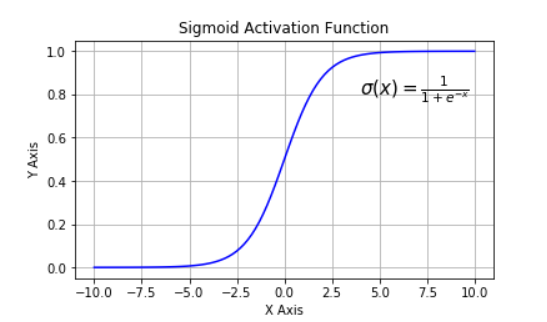 Sigmoid Activation Function
1.0
σ(x) = 1/(1 + e^{-x})
0.8
0.6
Y Axis
0.4
0.2
0.0
−10.0 −7.5 −5.0 −2.5 0.0 2.5 5.0 7.5 10.0
X Axis